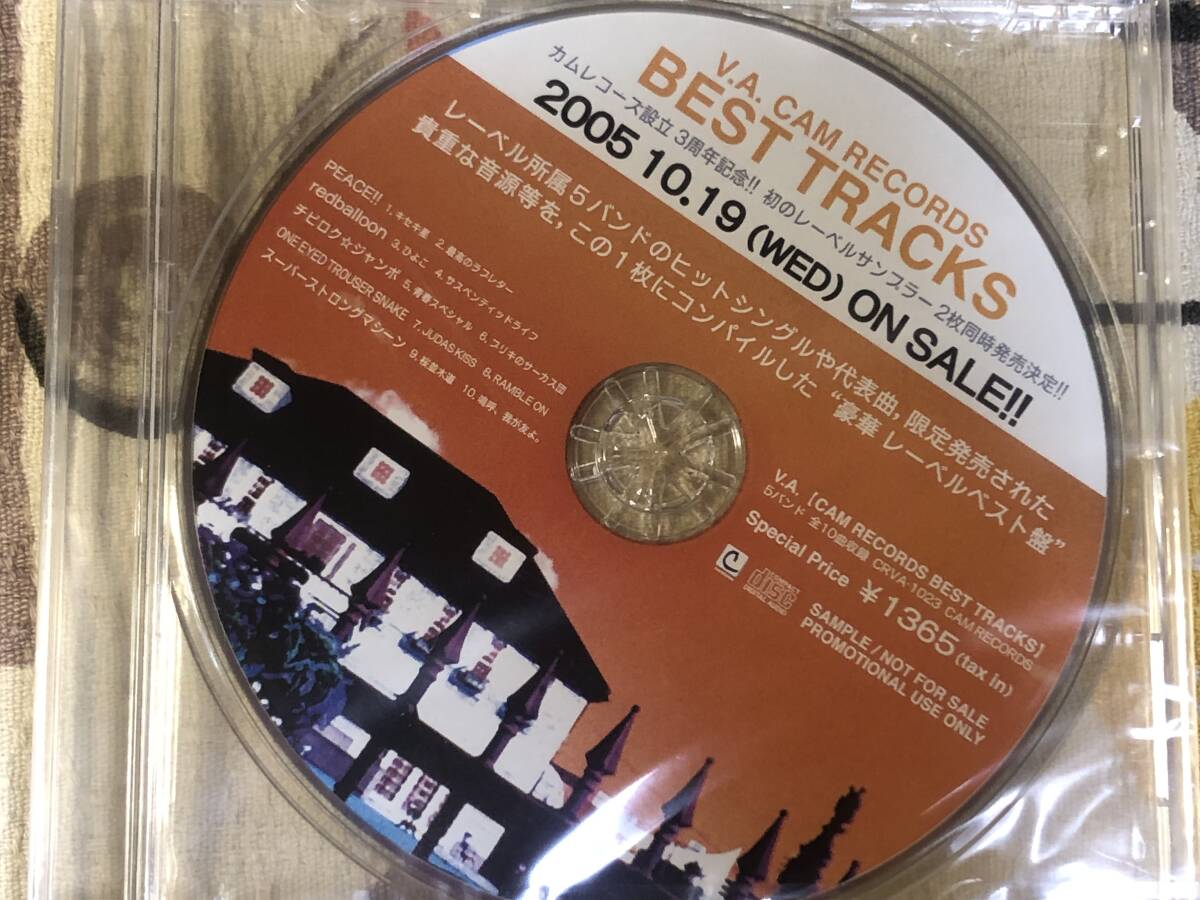 V.A. CAM RECORDS
BEST TRACKS
カムレコーズ設立3周年記念!! 初のレーベルサンプラー2枚同時発売決定!!
2005 10.19 (WED) ON SALE!!
レーベル所属5バンドのヒットシングルや代表曲，限定発売された
貴重な音源等を，この1枚にコンパイルした“豪華レーベルベスト盤”
PEACE!! 1.キセキ星 2.最高のラブレター
redballoon 3.ひよこ 4.サスペンディッドライフ
チビロク☆ジャンボ 5.青春スペシャル 6.ブリキのサーカス団
ONE EYED TROUSER SNAKE 7.JUDAS KISS 8.RAMBLE ON
スーパーストロングマシーン 9.桜並木道 10.嗚呼、我が友よ。
V.A. 【CAM RECORDS BEST TRACKS】
5バンド 全10曲収録 CRVA-1023 CAM RECORDS
Special Price ¥1365 (tax in)
COMPACT disc DIGITAL AUDIO
SAMPLE / NOT FOR SALE
PROMOTIONAL USE ONLY